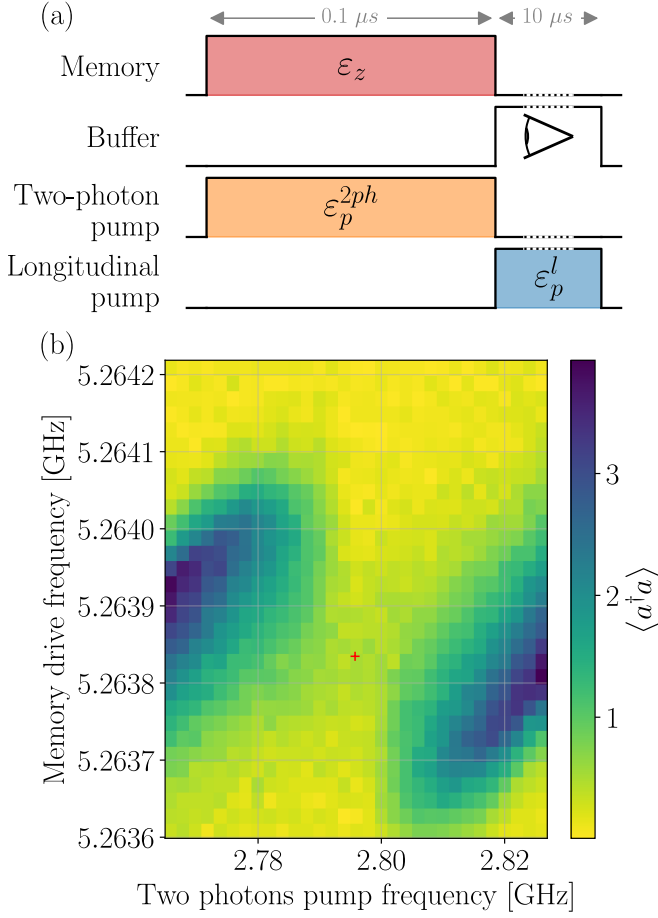 (a)
0.1 μs
10 μs
Memory
ε_z
Buffer
Two-photon
pump
ε_p^{2ph}
Longitudinal
pump
ε_p^l
(b)
5.2642
5.2641
5.2640
5.2639
5.2638
5.2637
5.2636
Memory drive frequency [GHz]
2.78
2.80
2.82
Two photons pump frequency [GHz]
3
2
1
⟨a†a⟩